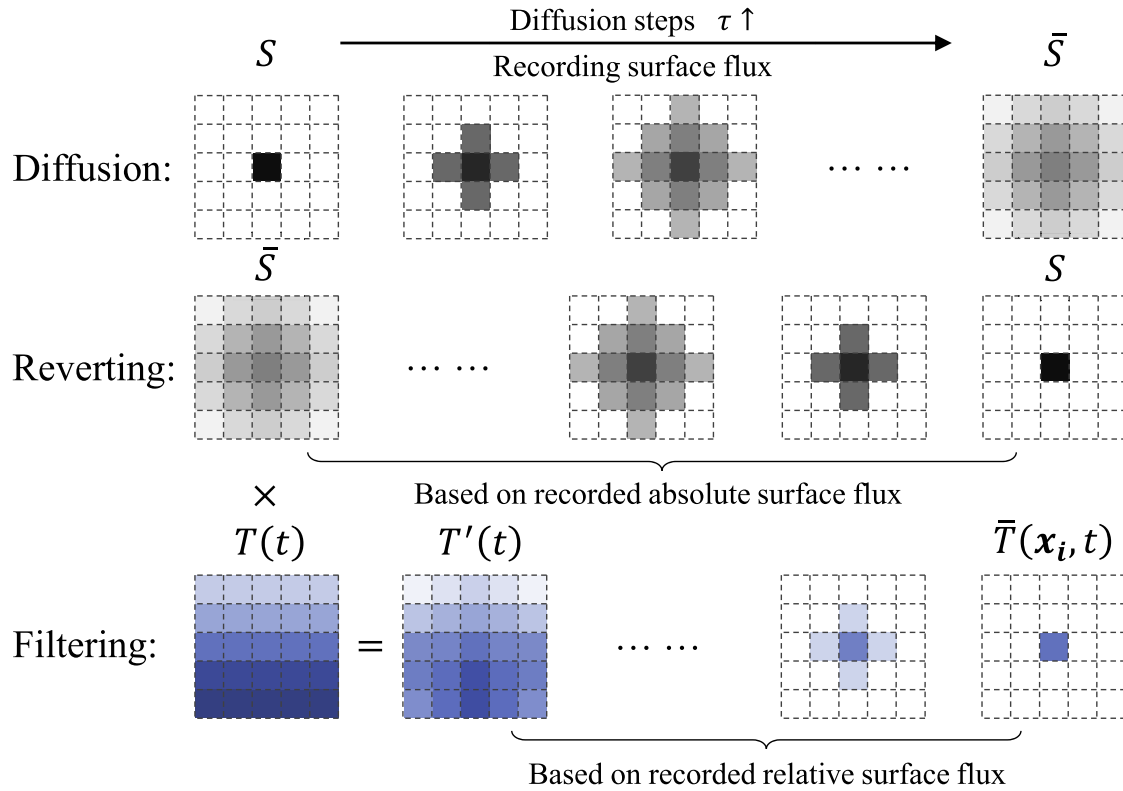 Diffusion steps τ ↑
S
S̄
Recording surface flux
Diffusion:
... ...
S̄
S
Reverting:
... ...
Based on recorded absolute surface flux
×
T(t)
T′(t)
T̄(𝒙ᵢ, t)
Filtering:
=
... ...
Based on recorded relative surface flux